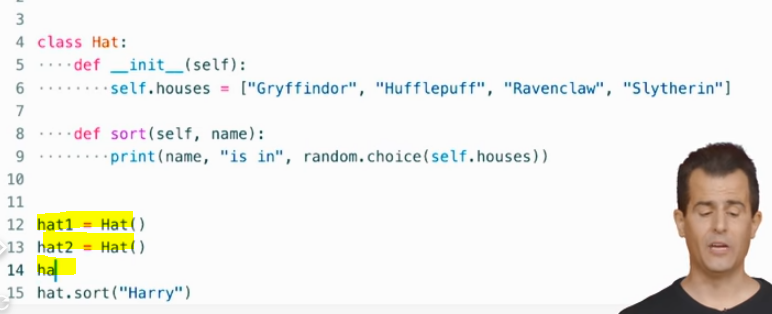 3
4 class Hat:
5 ····def __init__(self):
6 ········self.houses = ["Gryffindor", "Hufflepuff", "Ravenclaw", "Slytherin"]
7
8 ····def sort(self, name):
9 ········print(name, "is in", random.choice(self.houses))
10
11
12 hat1 = Hat()
13 hat2 = Hat()
14 ha
15 hat.sort("Harry")